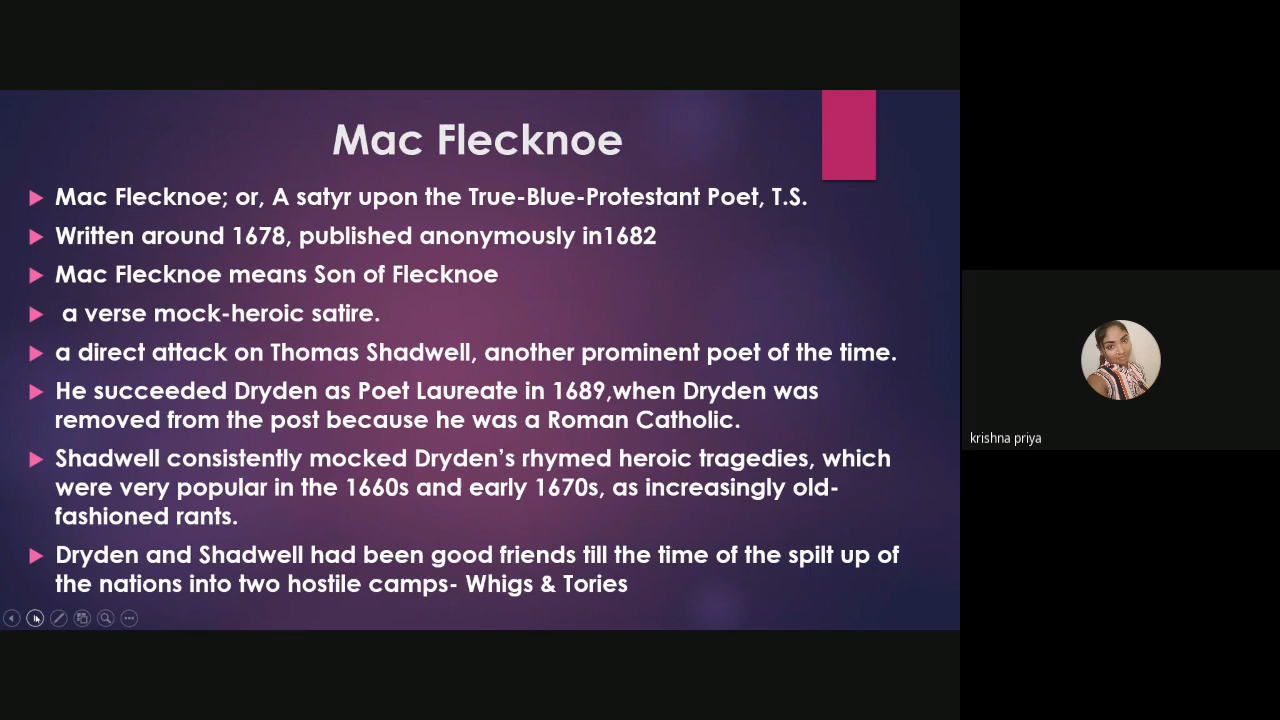 Mac Flecknoe
Mac Flecknoe; or, A satyr upon the True-Blue-Protestant Poet, T.S.
Written around 1678, published anonymously in1682
Mac Flecknoe means Son of Flecknoe
a verse mock-heroic satire.
a direct attack on Thomas Shadwell, another prominent poet of the time.
He succeeded Dryden as Poet Laureate in 1689,when Dryden was
removed from the post because he was a Roman Catholic.
Shadwell consistently mocked Dryden's rhymed heroic tragedies, which
were very popular in the 1660s and early 1670s, as increasingly old-
fashioned rants.
Dryden and Shadwell had been good friends till the time of the spilt up of
the nations into two hostile camps- Whigs & Tories
krishna priya